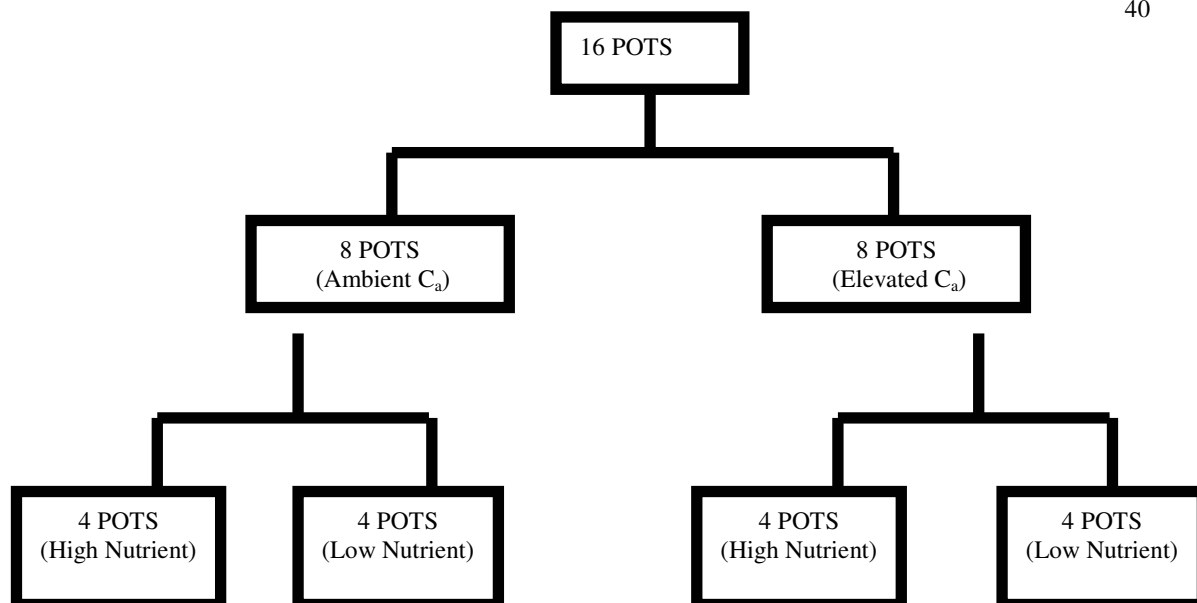 40
16 POTS
8 POTS
(Ambient Cₐ)
8 POTS
(Elevated Cₐ)
4 POTS
(High Nutrient)
4 POTS
(Low Nutrient)
4 POTS
(High Nutrient)
4 POTS
(Low Nutrient)